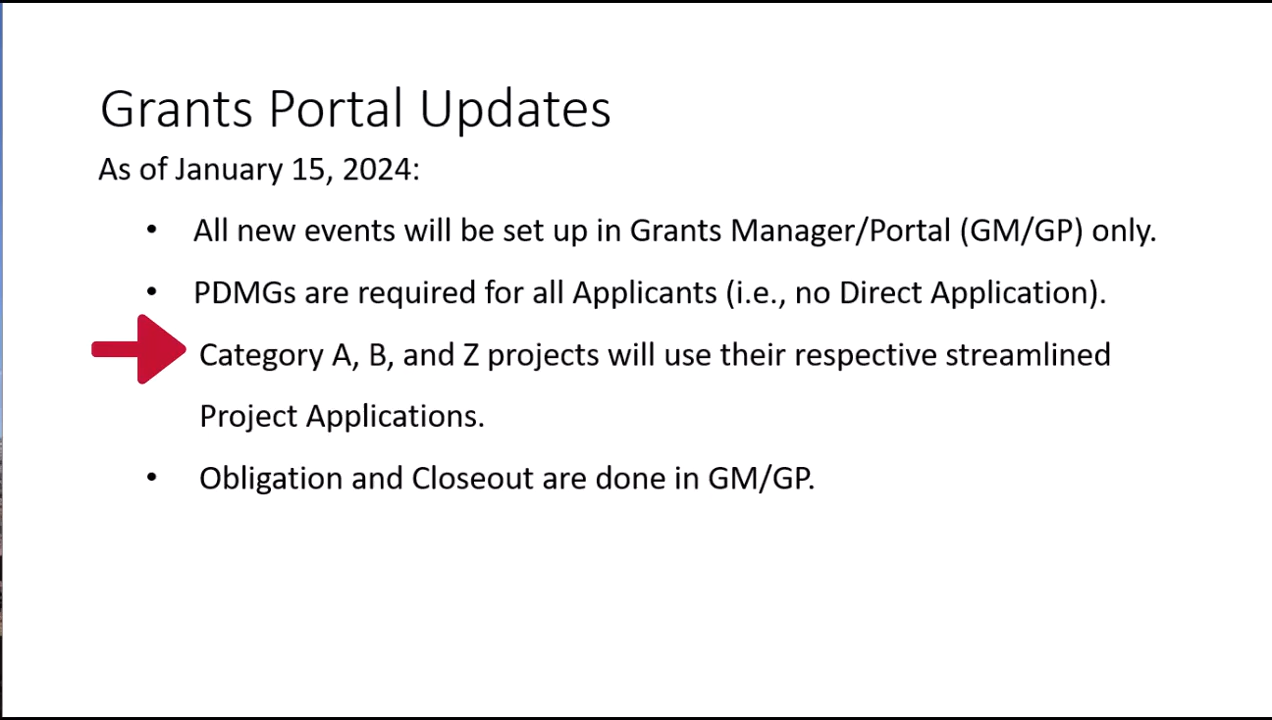 Grants Portal Updates
As of January 15, 2024:
• All new events will be set up in Grants Manager/Portal (GM/GP) only.
• PDMGs are required for all Applicants (i.e., no Direct Application).
Category A, B, and Z projects will use their respective streamlined
Project Applications.
• Obligation and Closeout are done in GM/GP.